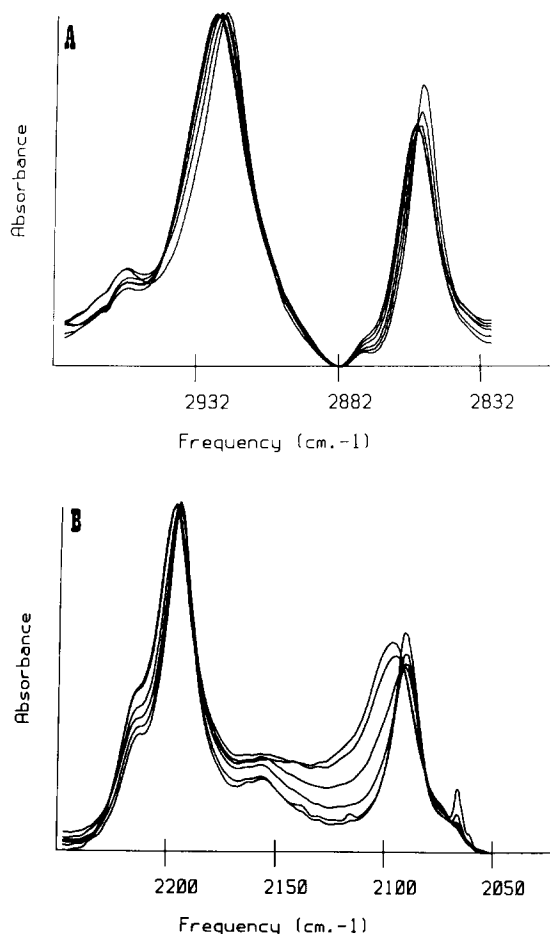 A
Absorbance
2932 2882 2832
Frequency (cm.-1)
B
Absorbance
2200 2150 2100 2050
Frequency (cm.-1)